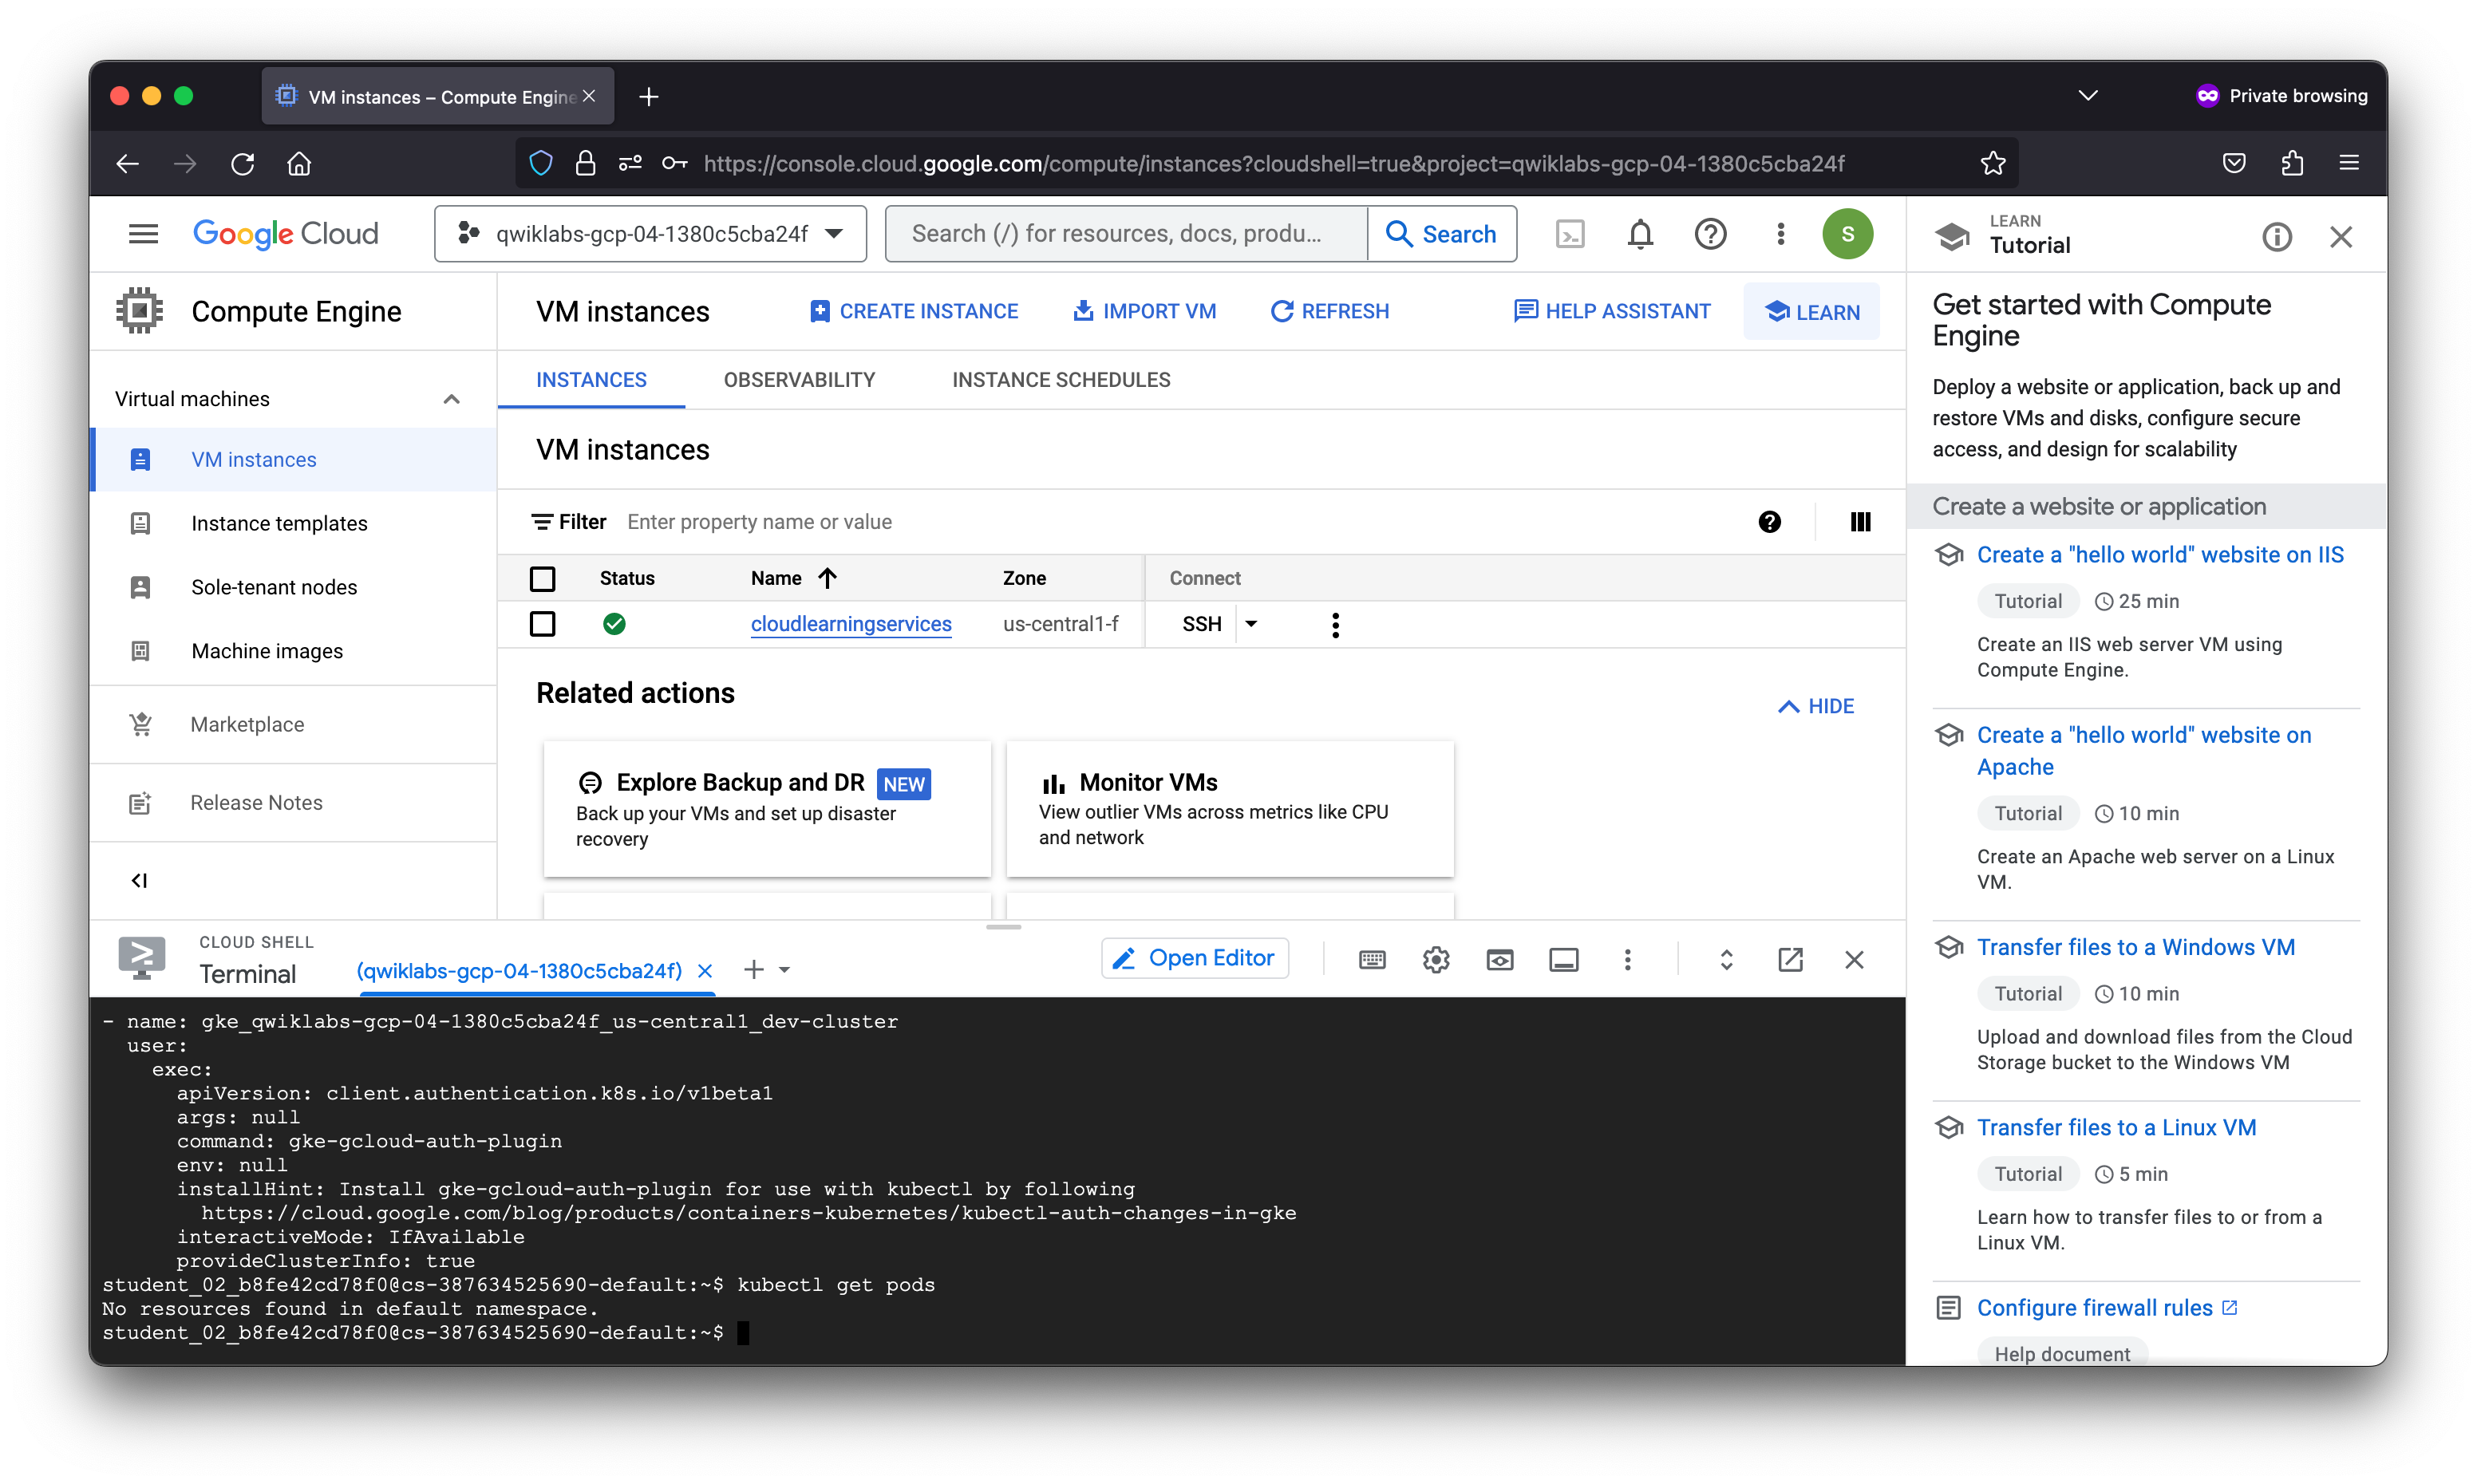 VM instances – Compute Engine
Private browsing
https://console.cloud.google.com/compute/instances?cloudshell=true&project=qwiklabs-gcp-04-1380c5cba24f
Google Cloud
qwiklabs-gcp-04-1380c5cba24f
Search (/) for resources, docs, produ...
Search
S
LEARN
Tutorial
Compute Engine
VM instances
CREATE INSTANCE
IMPORT VM
REFRESH
HELP ASSISTANT
LEARN
Virtual machines
VM instances
Instance templates
Sole-tenant nodes
Machine images
Marketplace
Release Notes
INSTANCES
OBSERVABILITY
INSTANCE SCHEDULES
VM instances
Filter
Enter property name or value
Status
Name
Zone
Connect
cloudlearningservices
us-central1-f
SSH
Related actions
HIDE
Explore Backup and DR
NEW
Back up your VMs and set up disaster
recovery
Monitor VMs
View outlier VMs across metrics like CPU
and network
Get started with Compute
Engine
Deploy a website or application, back up and
restore VMs and disks, configure secure
access, and design for scalability
Create a website or application
Create a "hello world" website on IIS
Tutorial
25 min
Create an IIS web server VM using
Compute Engine.
Create a "hello world" website on
Apache
Tutorial
10 min
Create an Apache web server on a Linux
VM.
Transfer files to a Windows VM
Tutorial
10 min
Upload and download files from the Cloud
Storage bucket to the Windows VM
Transfer files to a Linux VM
Tutorial
5 min
Learn how to transfer files to or from a
Linux VM.
Configure firewall rules
Help document
CLOUD SHELL
Terminal
(qwiklabs-gcp-04-1380c5cba24f)
Open Editor
- name: gke_qwiklabs-gcp-04-1380c5cba24f_us-central1_dev-cluster
  user:
    exec:
      apiVersion: client.authentication.k8s.io/v1beta1
      args: null
      command: gke-gcloud-auth-plugin
      env: null
      installHint: Install gke-gcloud-auth-plugin for use with kubectl by following
        https://cloud.google.com/blog/products/containers-kubernetes/kubectl-auth-changes-in-gke
      interactiveMode: IfAvailable
      provideClusterInfo: true
student_02_b8fe42cd78f0@cs-387634525690-default:~$ kubectl get pods
No resources found in default namespace.
student_02_b8fe42cd78f0@cs-387634525690-default:~$